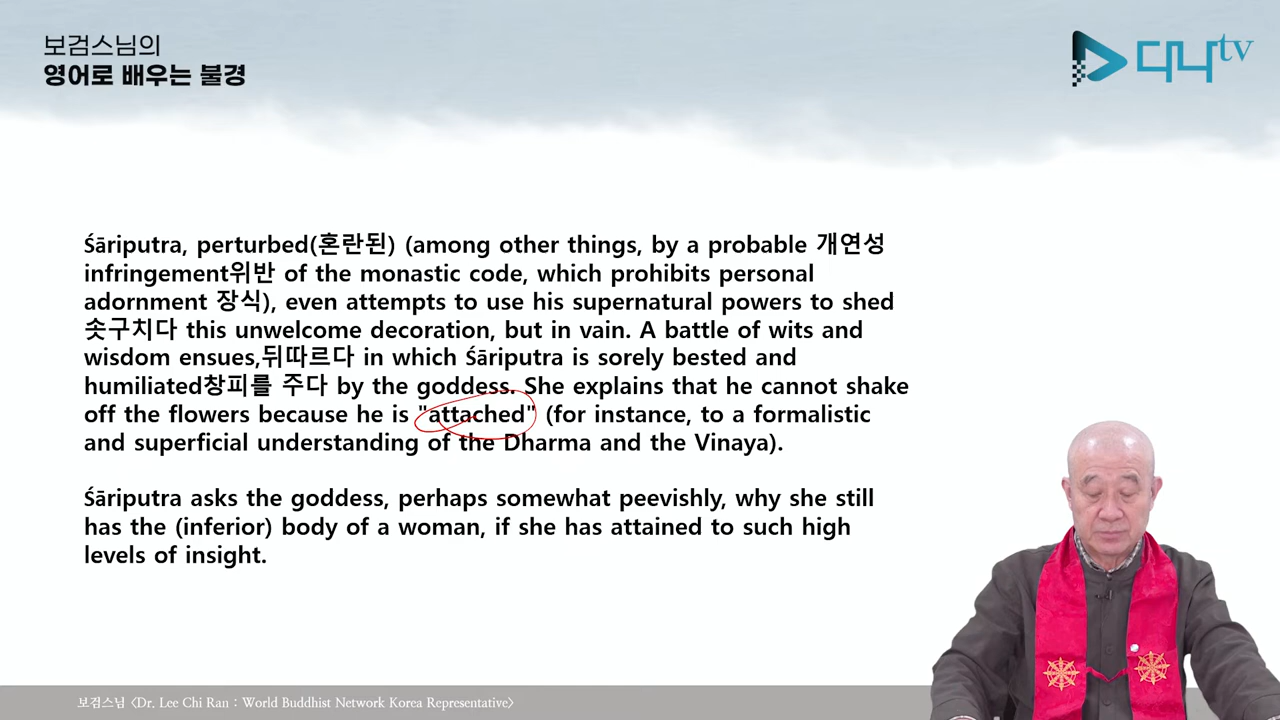 보검스님의
영어로 배우는 불경
다나tv
Śāriputra, perturbed(혼란된) (among other things, by a probable 개연성
infringement위반 of the monastic code, which prohibits personal
adornment 장식), even attempts to use his supernatural powers to shed
솟구치다 this unwelcome decoration, but in vain. A battle of wits and
wisdom ensues,뒤따르다 in which Śāriputra is sorely bested and
humiliated창피를 주다 by the goddess. She explains that he cannot shake
off the flowers because he is "attached" (for instance, to a formalistic
and superficial understanding of the Dharma and the Vinaya).
Śāriputra asks the goddess, perhaps somewhat peevishly, why she still
has the (inferior) body of a woman, if she has attained to such high
levels of insight.
보검스님 <Dr. Lee Chi Ran : World Buddhist Network Korea Representative>